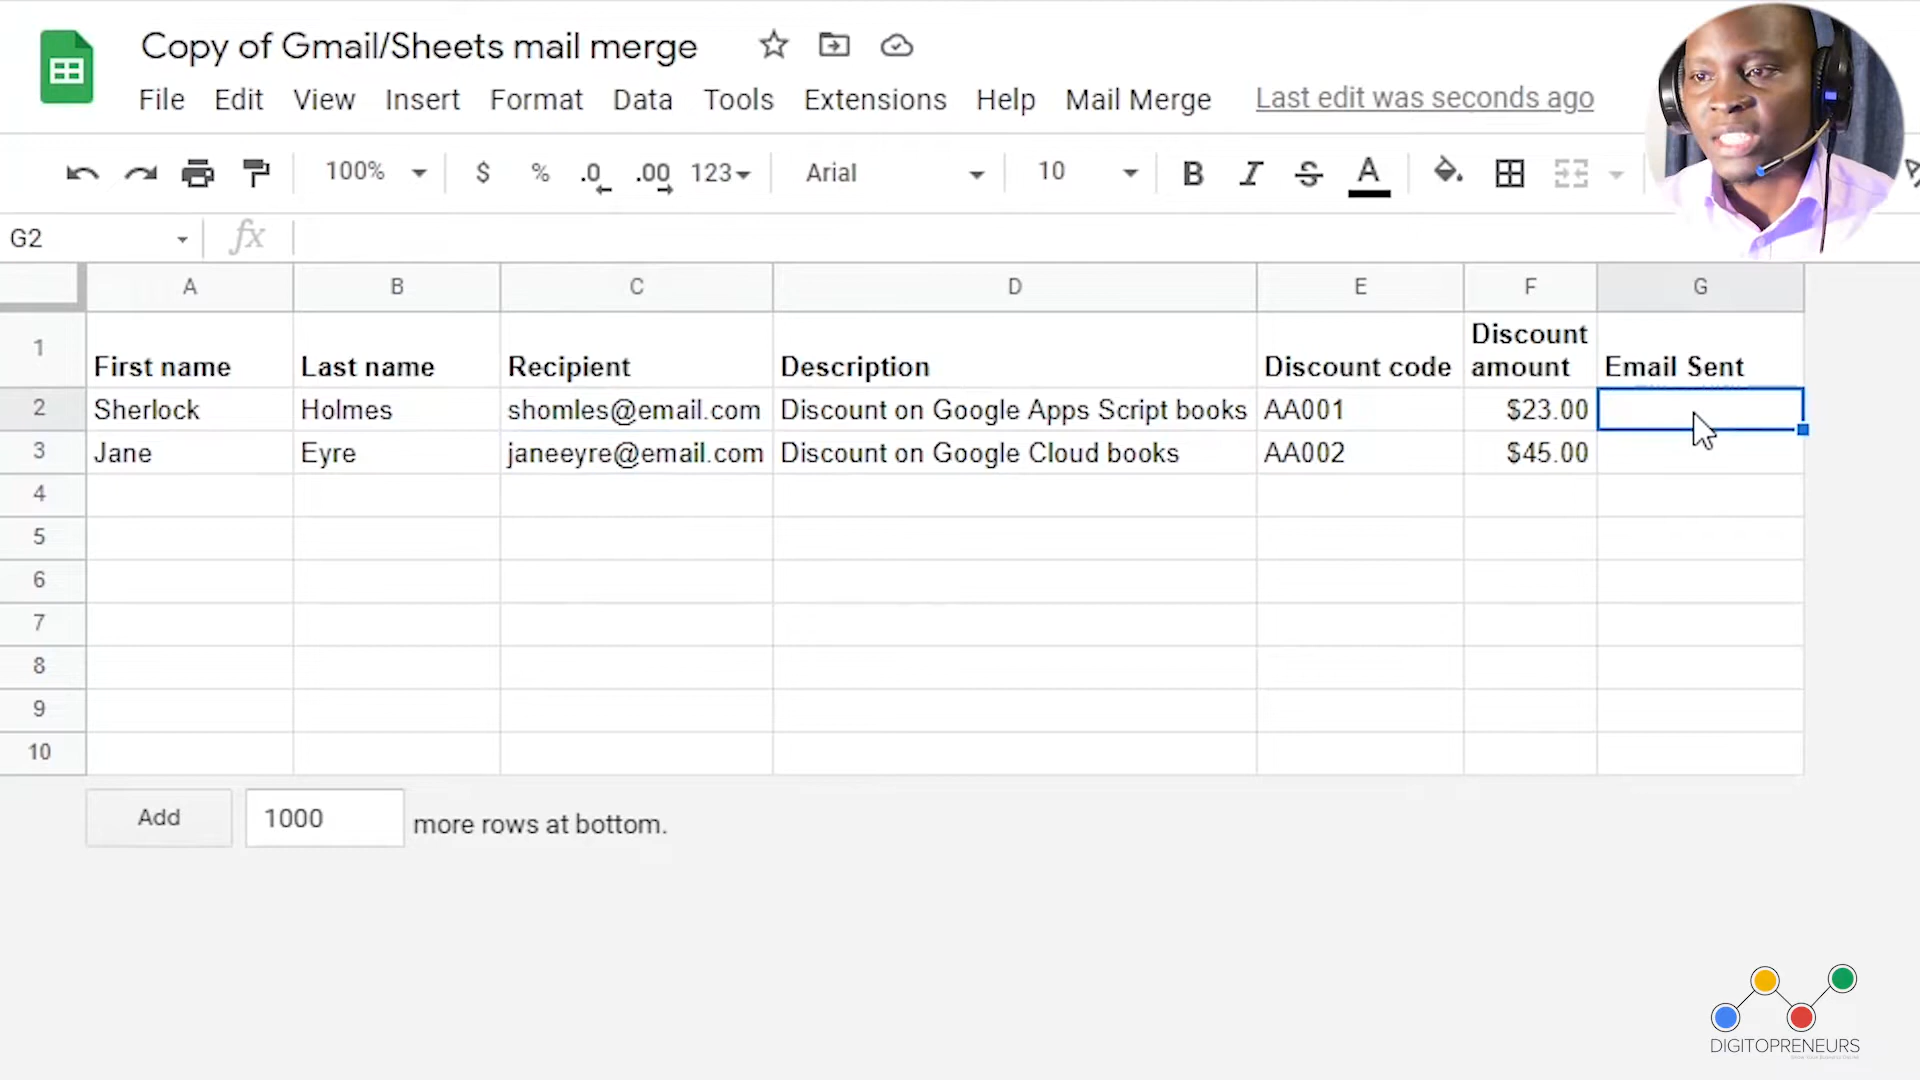 Copy of Gmail/Sheets mail merge
File Edit View Insert Format Data Tools Extensions Help Mail Merge Last edit was seconds ago
100% $ % .0 .00 123 Arial 10 B I S A
G2 fx
A B C D E F G
1 First name Last name Recipient Description Discount code Discount amount Email Sent
2 Sherlock Holmes shomles@email.com Discount on Google Apps Script books AA001 $23.00
3 Jane Eyre janeeyre@email.com Discount on Google Cloud books AA002 $45.00
4
5
6
7
8
9
10
Add 1000 more rows at bottom.
DIGITOPRENEURS